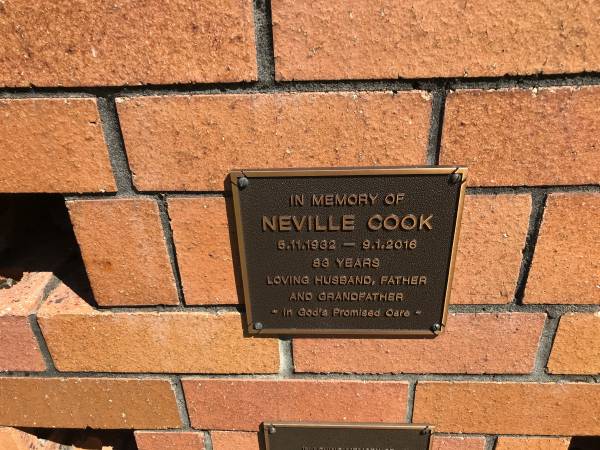 IN MEMORY OF
NEVILLE COOK
5.11.1932 — 9.1.2016
83 YEARS
LOVING HUSBAND, FATHER
AND GRANDFATHER
~ In God's Promised Care ~